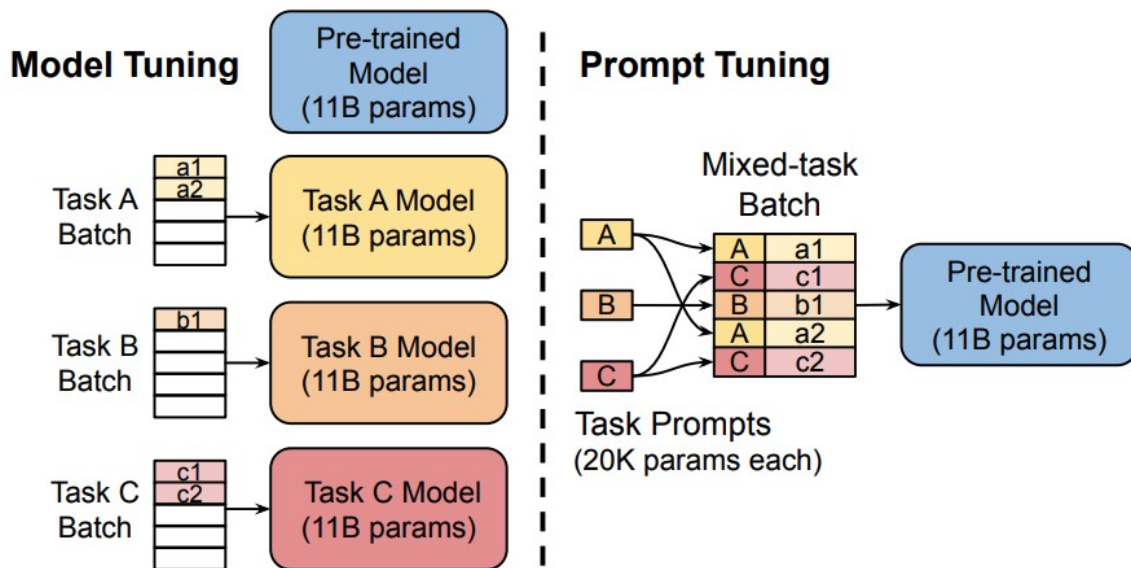 Model Tuning
Pre-trained
Model
(11B params)
Task A
Batch
a1
a2
Task A Model
(11B params)
Task B
Batch
b1
Task B Model
(11B params)
Task C
Batch
c1
c2
Task C Model
(11B params)
Prompt Tuning
Mixed-task
Batch
A
B
C
A a1
C c1
B b1
A a2
C c2
Pre-trained
Model
(11B params)
Task Prompts
(20K params each)